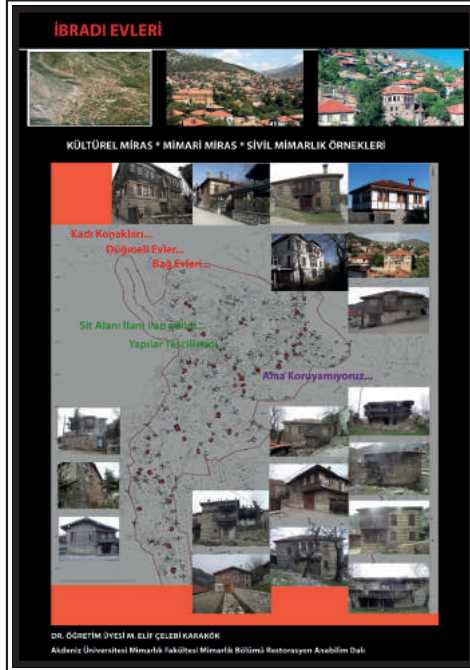 İBRADI EVLERİ
KÜLTÜREL MİRAS * MİMARİ MİRAS * SİVİL MİMARLIK ÖRNEKLERİ
Kadı Konakları...
Düğmeli Evler...
Bağ Evleri...
Sit Alanı İlanı ilan edildi...
Yapılar Tescillendi...
Ama Koruyamıyoruz...
DR. ÖĞRETİM ÜYESİ M. ELİF ÇELEBİ KARAKÖK
Akdeniz Üniversitesi Mimarlık Fakültesi Mimarlık Bölümü Restorasyon Anabilim Dalı